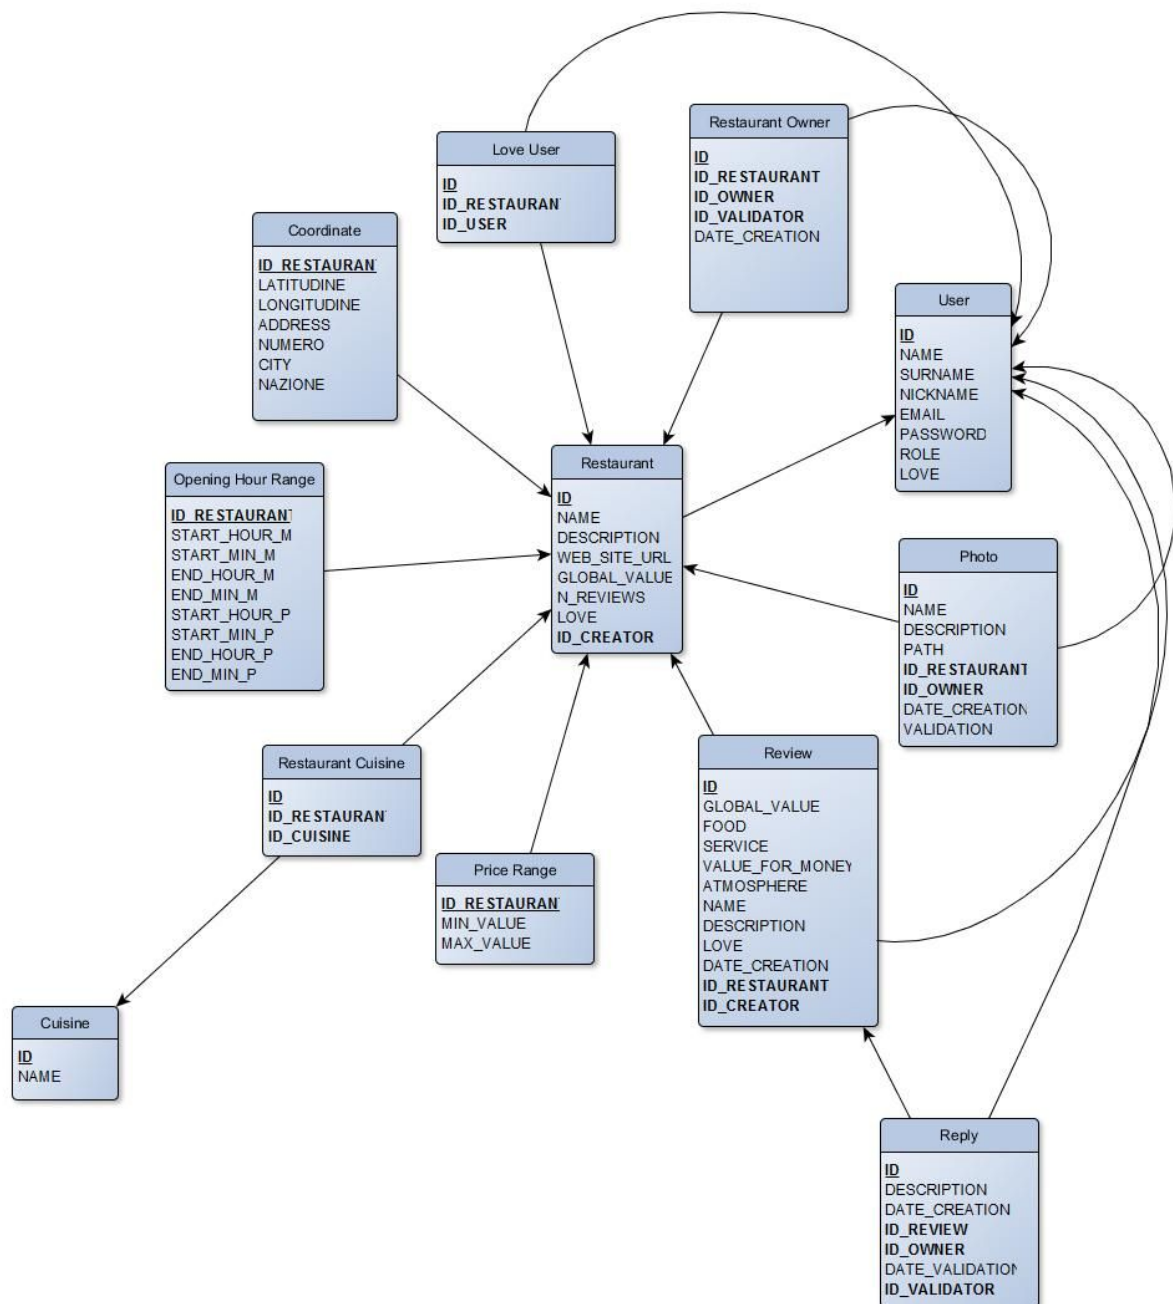 Love User
ID
ID_RESTAURAN
ID_USER
Restaurant Owner
ID
ID_RESTAURANT
ID_OWNER
ID_VALIDATOR
DATE_CREATION
Coordinate
ID_RESTAURAN
LATITUDINE
LONGITUDINE
ADDRESS
NUMERO
CITY
NAZIONE
User
ID
NAME
SURNAME
NICKNAME
EMAIL
PASSWORD
ROLE
LOVE
Opening Hour Range
ID_RESTAURANT
START_HOUR_M
START_MIN_M
END_HOUR_M
END_MIN_M
START_HOUR_P
START_MIN_P
END_HOUR_P
END_MIN_P
Restaurant
ID
NAME
DESCRIPTION
WEB_SITE_URL
GLOBAL_VALUE
N_REVIEWS
LOVE
ID_CREATOR
Photo
ID
NAME
DESCRIPTION
PATH
ID_RESTAURANT
ID_OWNER
DATE_CREATION
VALIDATION
Restaurant Cuisine
ID
ID_RESTAURAN
ID_CUISINE
Price Range
ID_RESTAURAN
MIN_VALUE
MAX_VALUE
Review
ID
GLOBAL_VALUE
FOOD
SERVICE
VALUE_FOR_MONEY
ATMOSPHERE
NAME
DESCRIPTION
LOVE
DATE_CREATION
ID_RESTAURANT
ID_CREATOR
Cuisine
ID
NAME
Reply
ID
DESCRIPTION
DATE_CREATION
ID_REVIEW
ID_OWNER
DATE_VALIDATION
ID_VALIDATOR